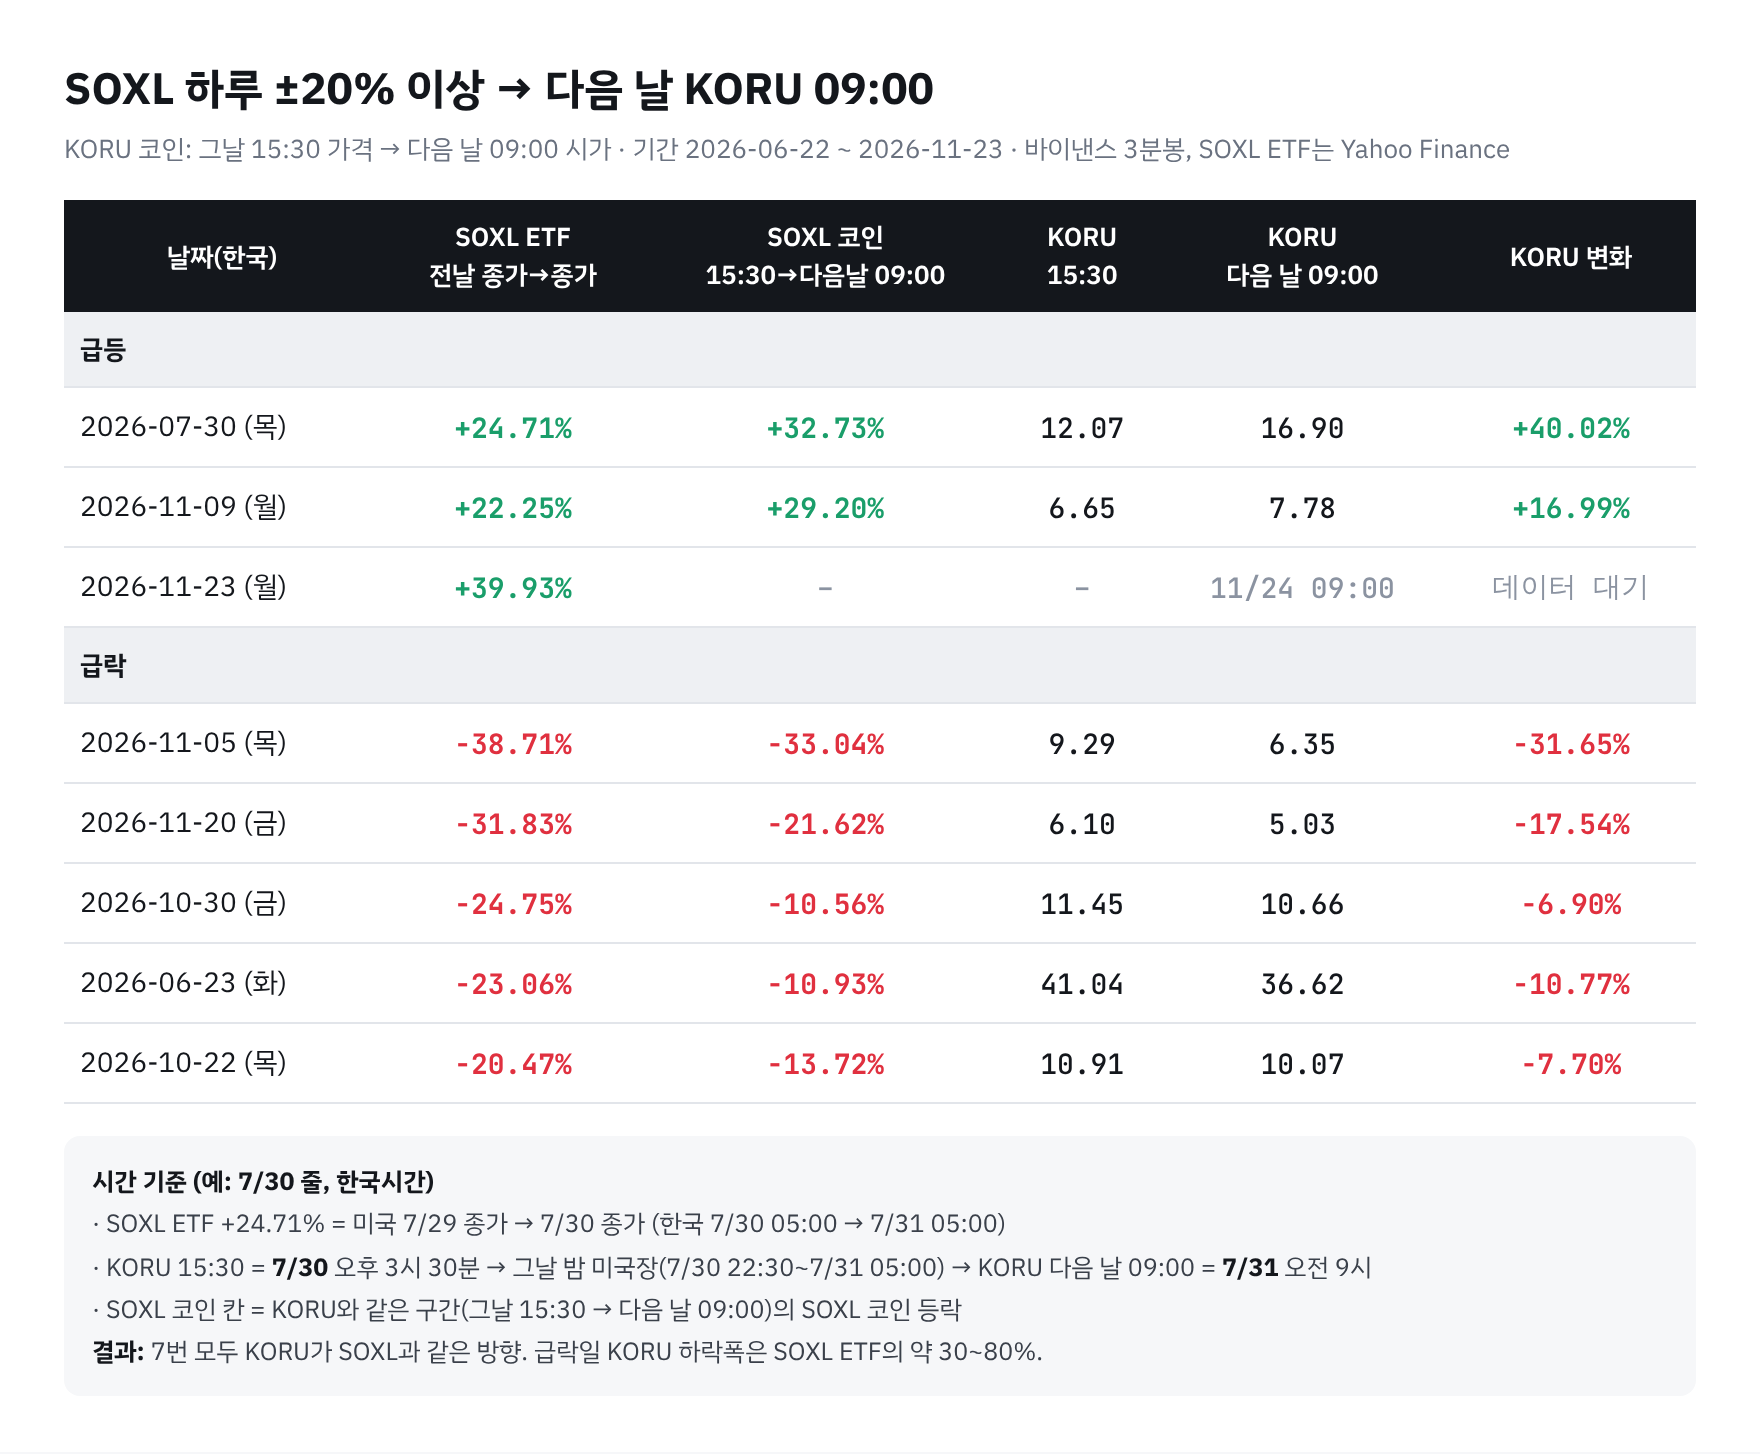 SOXL 하루 ±20% 이상 → 다음 날 KORU 09:00
KORU 코인: 그날 15:30 가격 → 다음 날 09:00 시가 · 기간 2026-06-22 ~ 2026-11-23 · 바이낸스 3분봉, SOXL ETF는 Yahoo Finance
날짜(한국) SOXL ETF 전날 종가→종가 SOXL 코인 15:30→다음날 09:00 KORU 15:30 KORU 다음 날 09:00 KORU 변화
급등
2026-07-30 (목) +24.71% +32.73% 12.07 16.90 +40.02%
2026-11-09 (월) +22.25% +29.20% 6.65 7.78 +16.99%
2026-11-23 (월) +39.93% – – 11/24 09:00 데이터 대기
급락
2026-11-05 (목) -38.71% -33.04% 9.29 6.35 -31.65%
2026-11-20 (금) -31.83% -21.62% 6.10 5.03 -17.54%
2026-10-30 (금) -24.75% -10.56% 11.45 10.66 -6.90%
2026-06-23 (화) -23.06% -10.93% 41.04 36.62 -10.77%
2026-10-22 (목) -20.47% -13.72% 10.91 10.07 -7.70%
시간 기준 (예: 7/30 줄, 한국시간)
· SOXL ETF +24.71% = 미국 7/29 종가 → 7/30 종가 (한국 7/30 05:00 → 7/31 05:00)
· KORU 15:30 = 7/30 오후 3시 30분 → 그날 밤 미국장(7/30 22:30~7/31 05:00) → KORU 다음 날 09:00 = 7/31 오전 9시
· SOXL 코인 칸 = KORU와 같은 구간(그날 15:30 → 다음 날 09:00)의 SOXL 코인 등락
결과: 7번 모두 KORU가 SOXL과 같은 방향. 급락일 KORU 하락폭은 SOXL ETF의 약 30~80%.